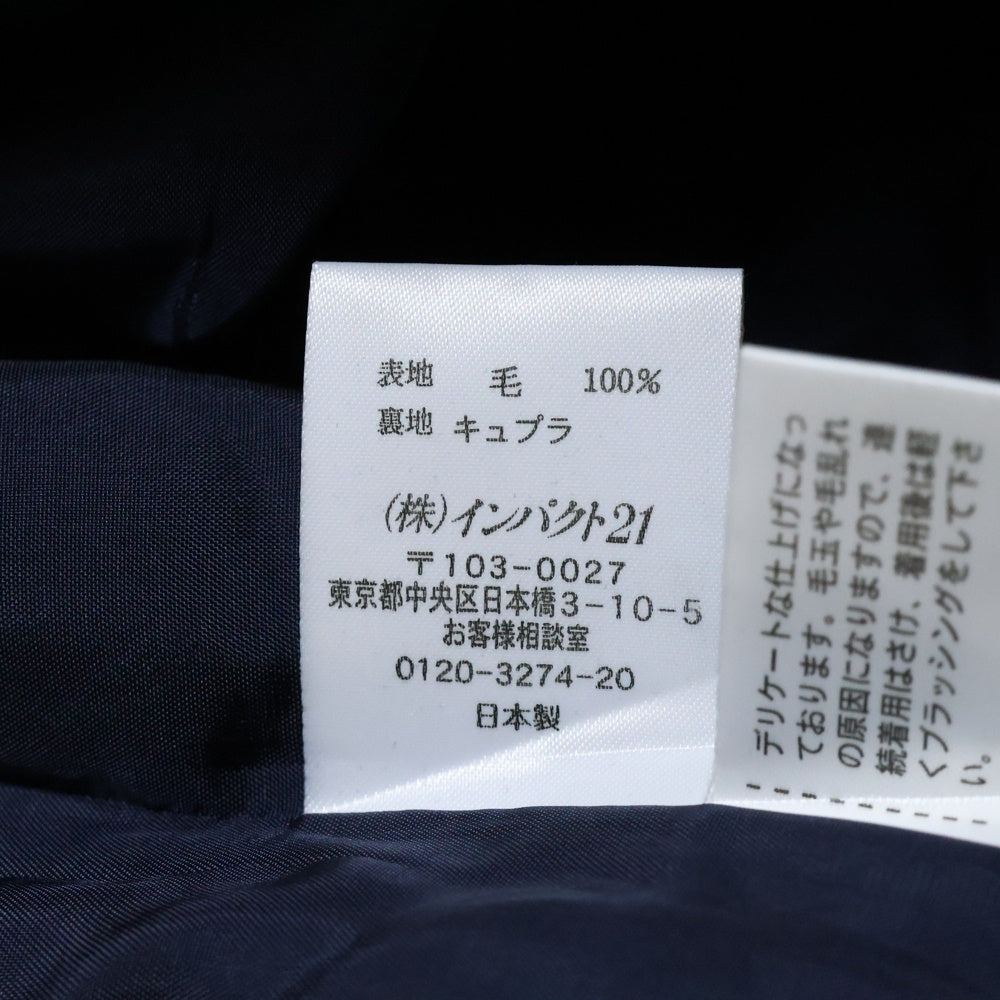 表地 毛 100%
裏地 キュプラ
(株)インパクト21
〒103-0027
東京都中央区日本橋3-10-5
お客様相談室
0120-3274-20
日本製
デリケートな仕上げになっ
ております。毛玉や毛乱れ
の原因になりますので、連
続着用はさけ、着用後は軽
くブラッシングをして下さ
い。